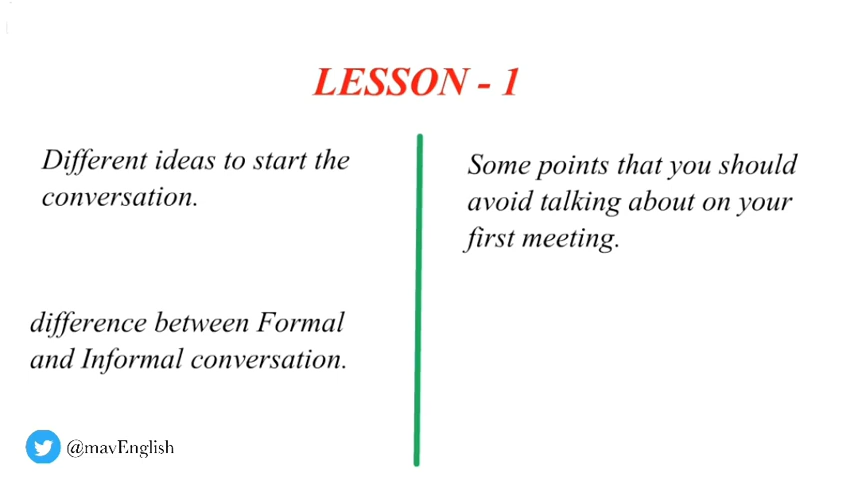 LESSON - 1
Different ideas to start the
conversation.
difference between Formal
and Informal conversation.
Some points that you should
avoid talking about on your
first meeting.
@mavEnglish